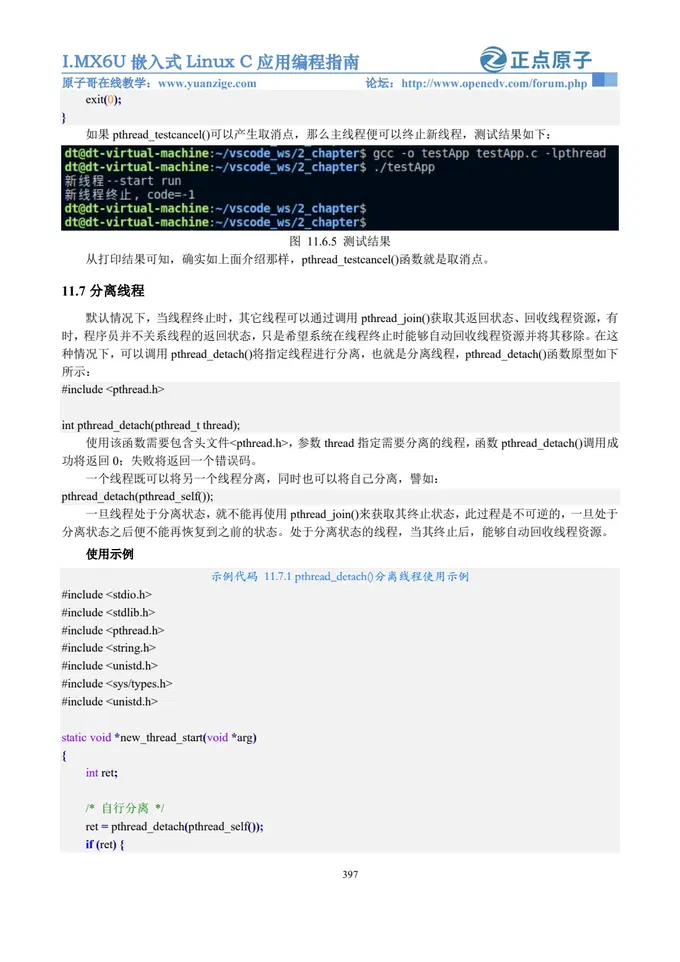 I.MX6U 嵌入式 Linux C 应用编程指南
正点原子
原子哥在线教学：www.yuanzige.com 论坛：http://www.openedv.com/forum.php
exit(0);
}
如果 pthread_testcancel()可以产生取消点，那么主线程便可以终止新线程，测试结果如下：
dt@dt-virtual-machine:~/vscode_ws/2_chapter$ gcc -o testApp testApp.c -lpthread
dt@dt-virtual-machine:~/vscode_ws/2_chapter$ ./testApp
新线程--start run
新线程终止, code=-1
dt@dt-virtual-machine:~/vscode_ws/2_chapter$
dt@dt-virtual-machine:~/vscode_ws/2_chapter$
图 11.6.5 测试结果
从打印结果可知，确实如上面介绍那样，pthread_testcancel()函数就是取消点。
11.7 分离线程
默认情况下，当线程终止时，其它线程可以通过调用 pthread_join()获取其返回状态、回收线程资源，有
时，程序员并不关系线程的返回状态，只是希望系统在线程终止时能够自动回收线程资源并将其移除。在这
种情况下，可以调用 pthread_detach()将指定线程进行分离，也就是分离线程，pthread_detach()函数原型如下
所示：
#include <pthread.h>
int pthread_detach(pthread_t thread);
使用该函数需要包含头文件<pthread.h>，参数 thread 指定需要分离的线程，函数 pthread_detach()调用成
功将返回 0；失败将返回一个错误码。
一个线程既可以将另一个线程分离，同时也可以将自己分离，譬如：
pthread_detach(pthread_self());
一旦线程处于分离状态，就不能再使用 pthread_join()来获取其终止状态，此过程是不可逆的，一旦处于
分离状态之后便不能再恢复到之前的状态。处于分离状态的线程，当其终止后，能够自动回收线程资源。
使用示例
示例代码 11.7.1 pthread_detach()分离线程使用示例
#include <stdio.h>
#include <stdlib.h>
#include <pthread.h>
#include <string.h>
#include <unistd.h>
#include <sys/types.h>
#include <unistd.h>
static void *new_thread_start(void *arg)
{
int ret;
/* 自行分离 */
ret = pthread_detach(pthread_self());
if (ret) {
397